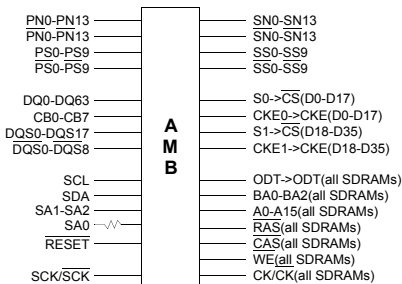 PN0-PN13
PN0-PN13
PS0-PS9
PS0-PS9
DQ0-DQ63
CB0-CB7
DQS0-DQS17
DQS0-DQS8
SCL
SDA
SA1-SA2
SA0
RESET
SCK/SCK
A
M
B
SN0-SN13
SN0-SN13
SS0-SS9
SS0-SS9
S0->CS(D0-D17)
CKE0->CKE(D0-D17)
S1->CS(D18-D35)
CKE1->CKE(D18-D35)
ODT->ODT(all SDRAMs)
BA0-BA2(all SDRAMs)
A0-A15(all SDRAMs)
RAS(all SDRAMs)
CAS(all SDRAMs)
WE(all SDRAMs)
CK/CK(all SDRAMs)